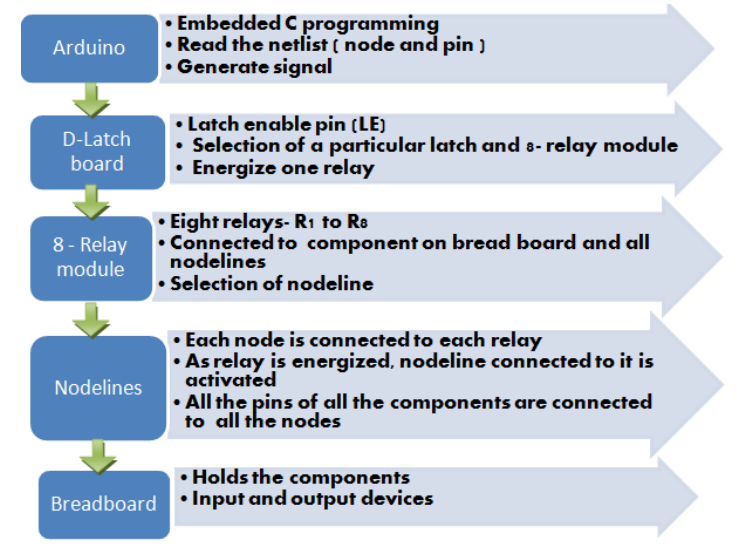 Arduino
• Embedded C programming
• Read the netlist ( node and pin )
• Generate signal
D-Latch
board
• Latch enable pin (LE)
• Selection of a particular latch and 8- relay module
• Energize one relay
8 - Relay
module
• Eight relays- R1 to R8
• Connected to component on bread board and all
nodelines
• Selection of nodeline
Nodelines
• Each node is connected to each relay
• As relay is energized, nodeline connected to it is
activated
• All the pins of all the components are connected
to all the nodes
Breadboard
• Holds the components
• Input and output devices